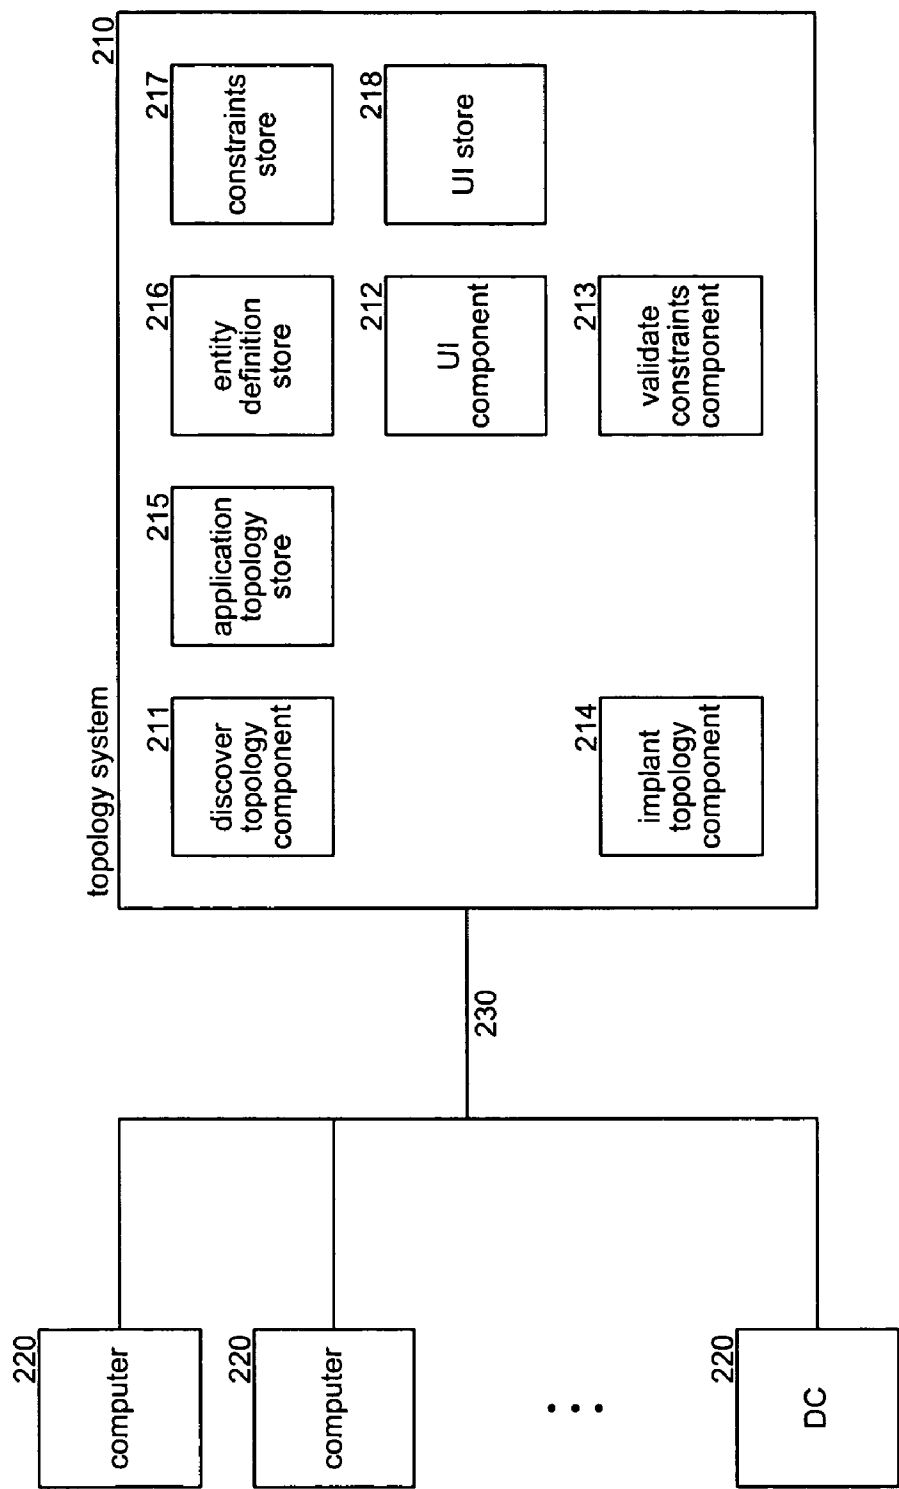 topology system
210
211
discover
topology
component
215
application
topology
store
216
entity
definition
store
217
constraints
store
212
UI
component
218
UI store
214
implant
topology
component
213
validate
constraints
component
230
220
computer
220
computer
220
DC